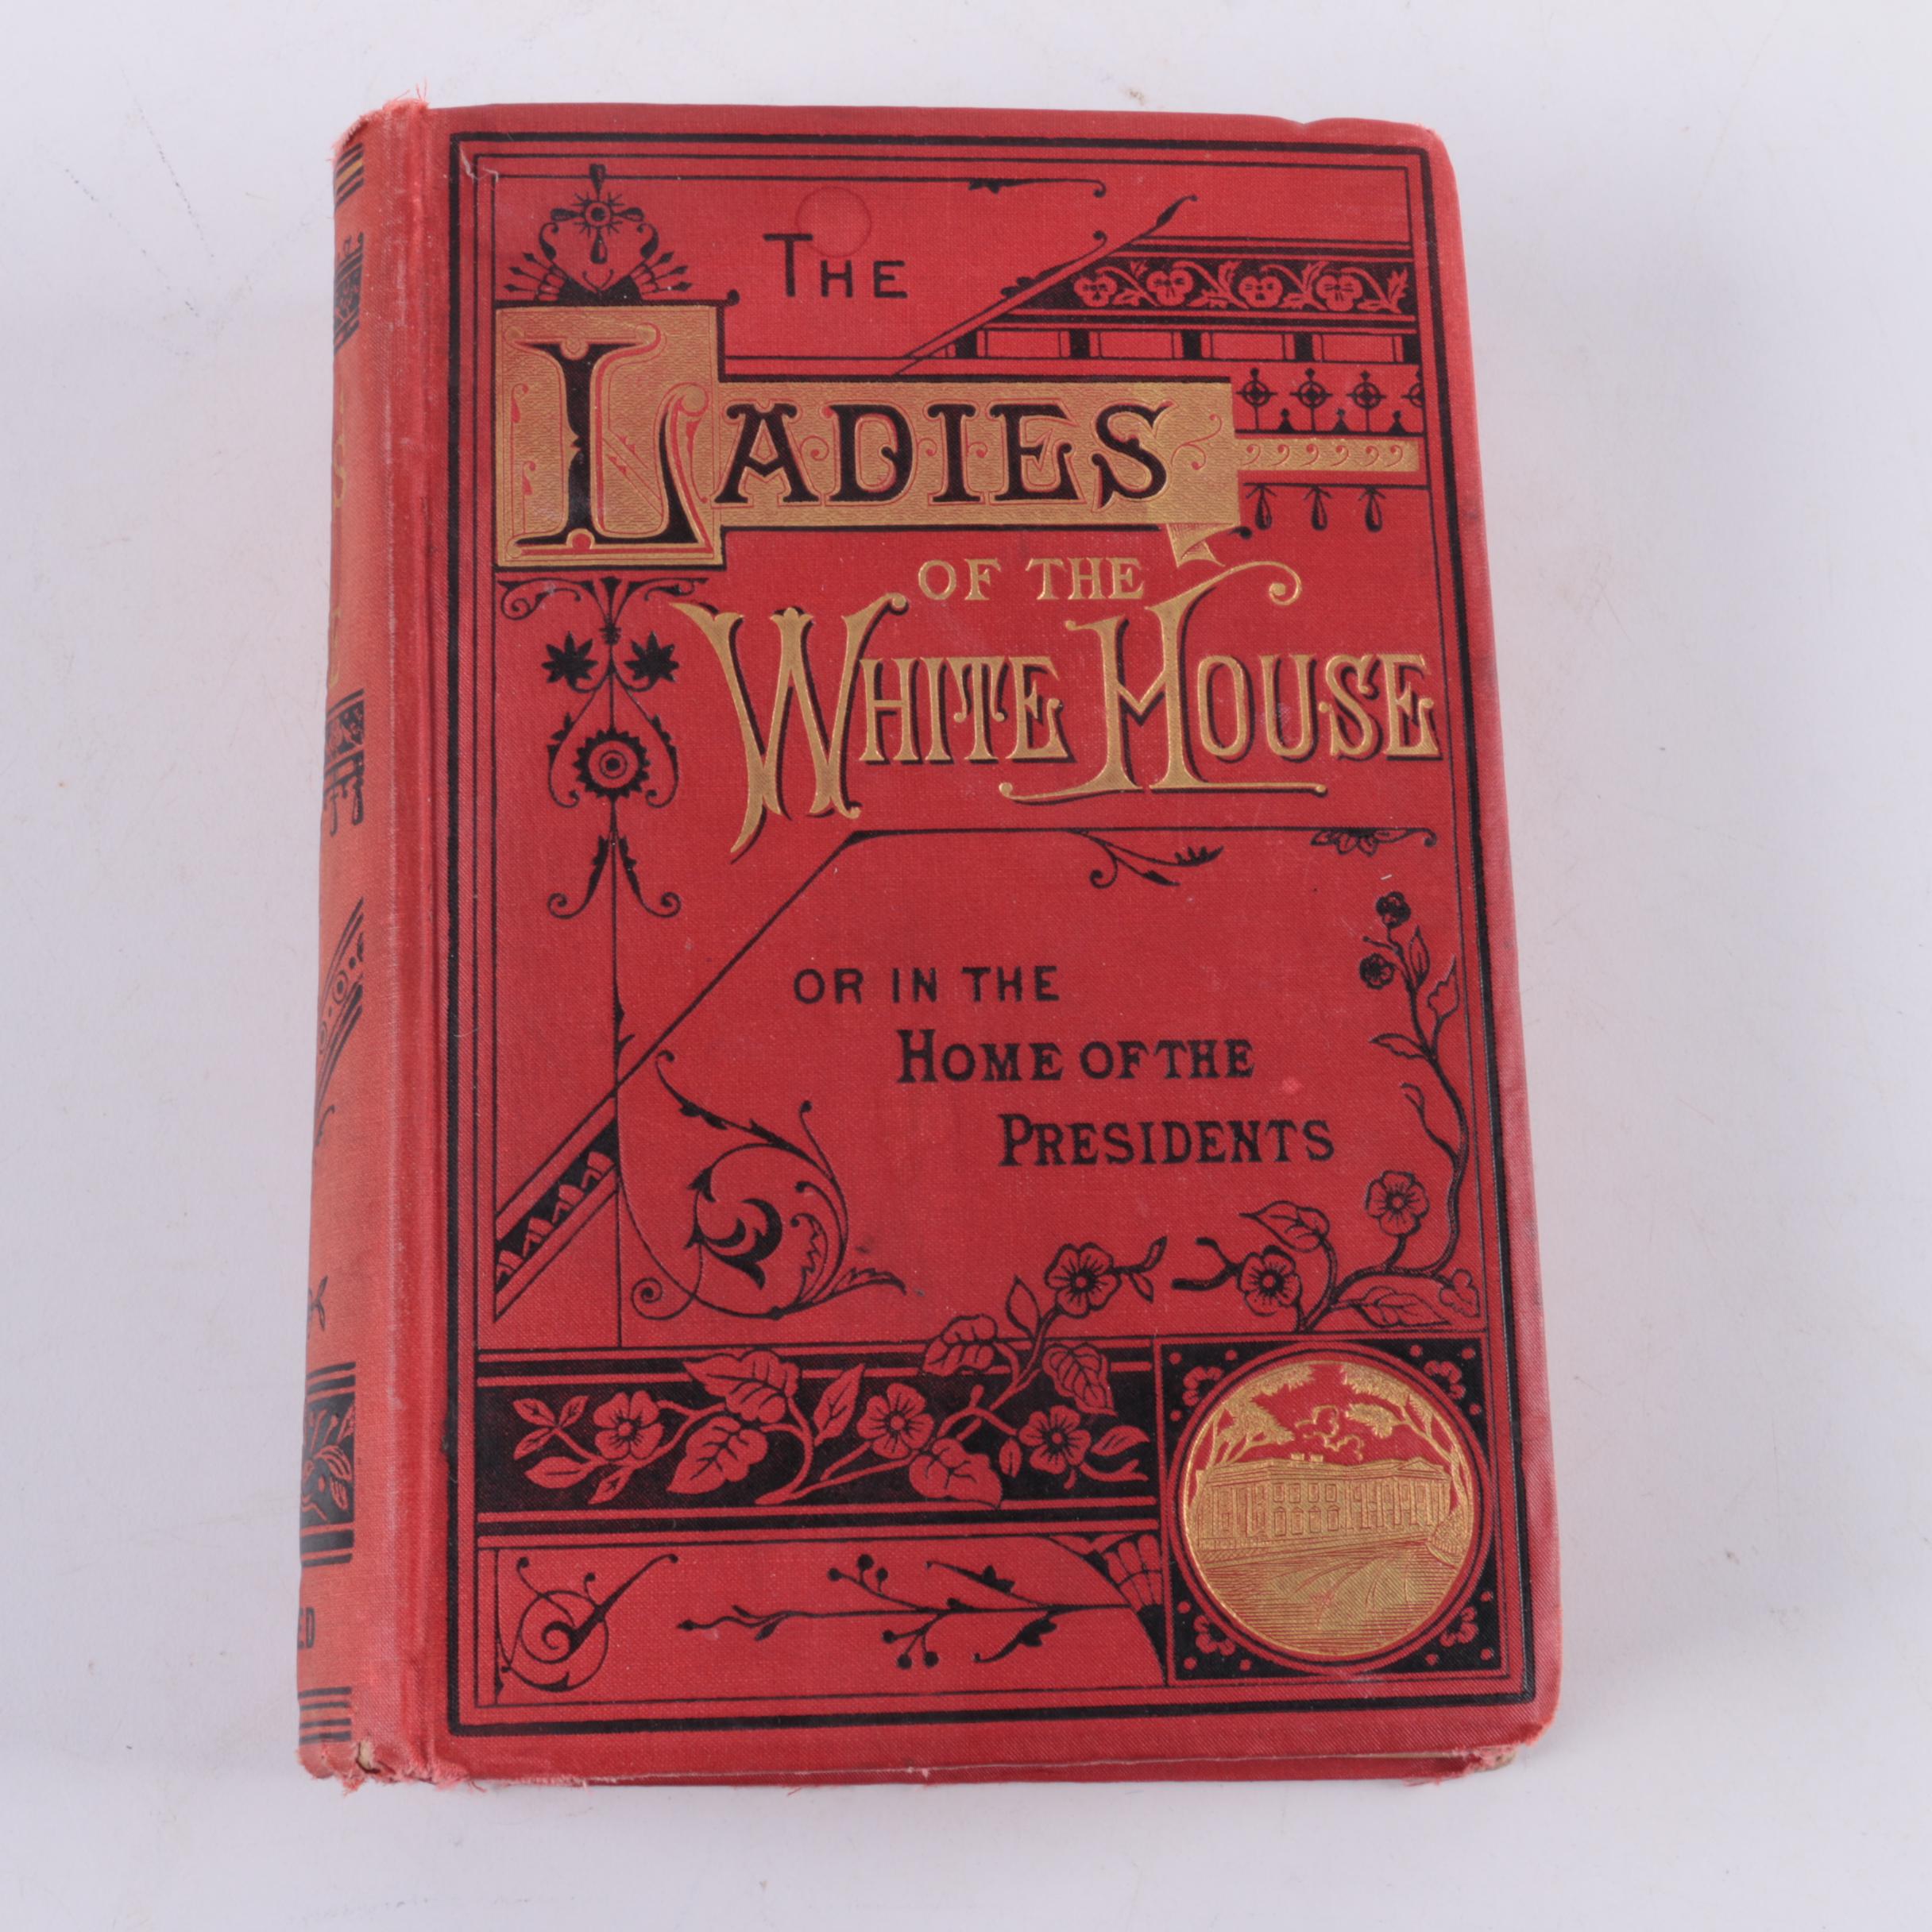 THE
LADIES
OF THE
WHITE HOUSE
OR IN THE
HOME OF THE
PRESIDENTS